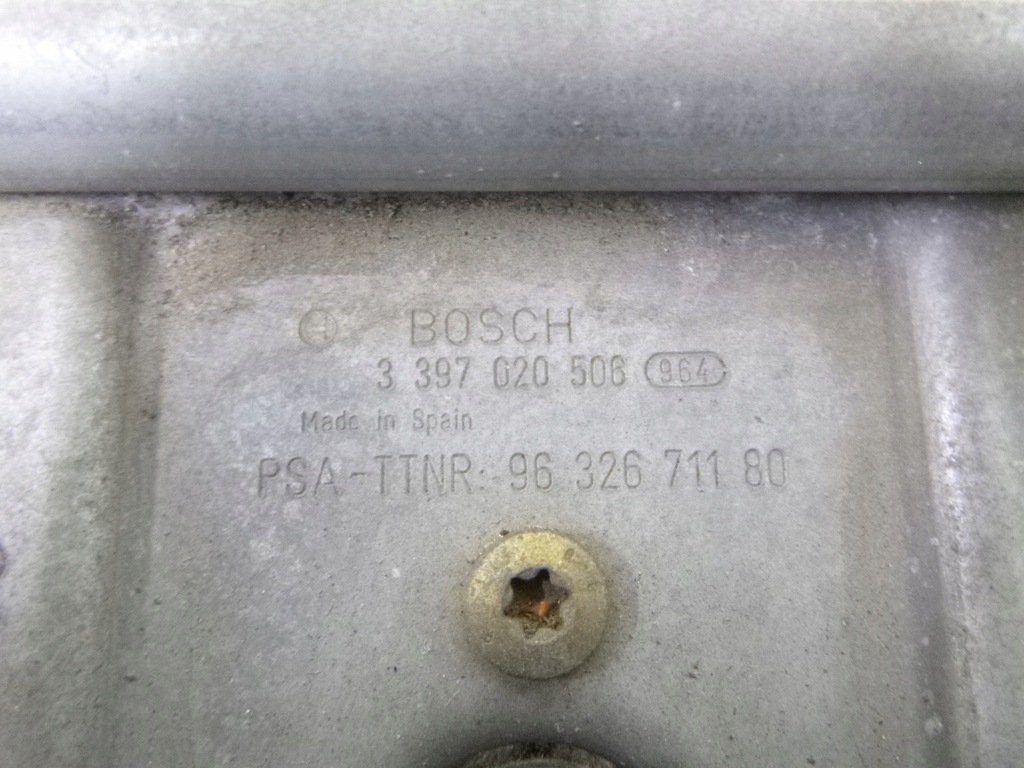 BOSCH
3 397 020 506 964
Made in Spain
PSA-TTNR: 96 326 711 80